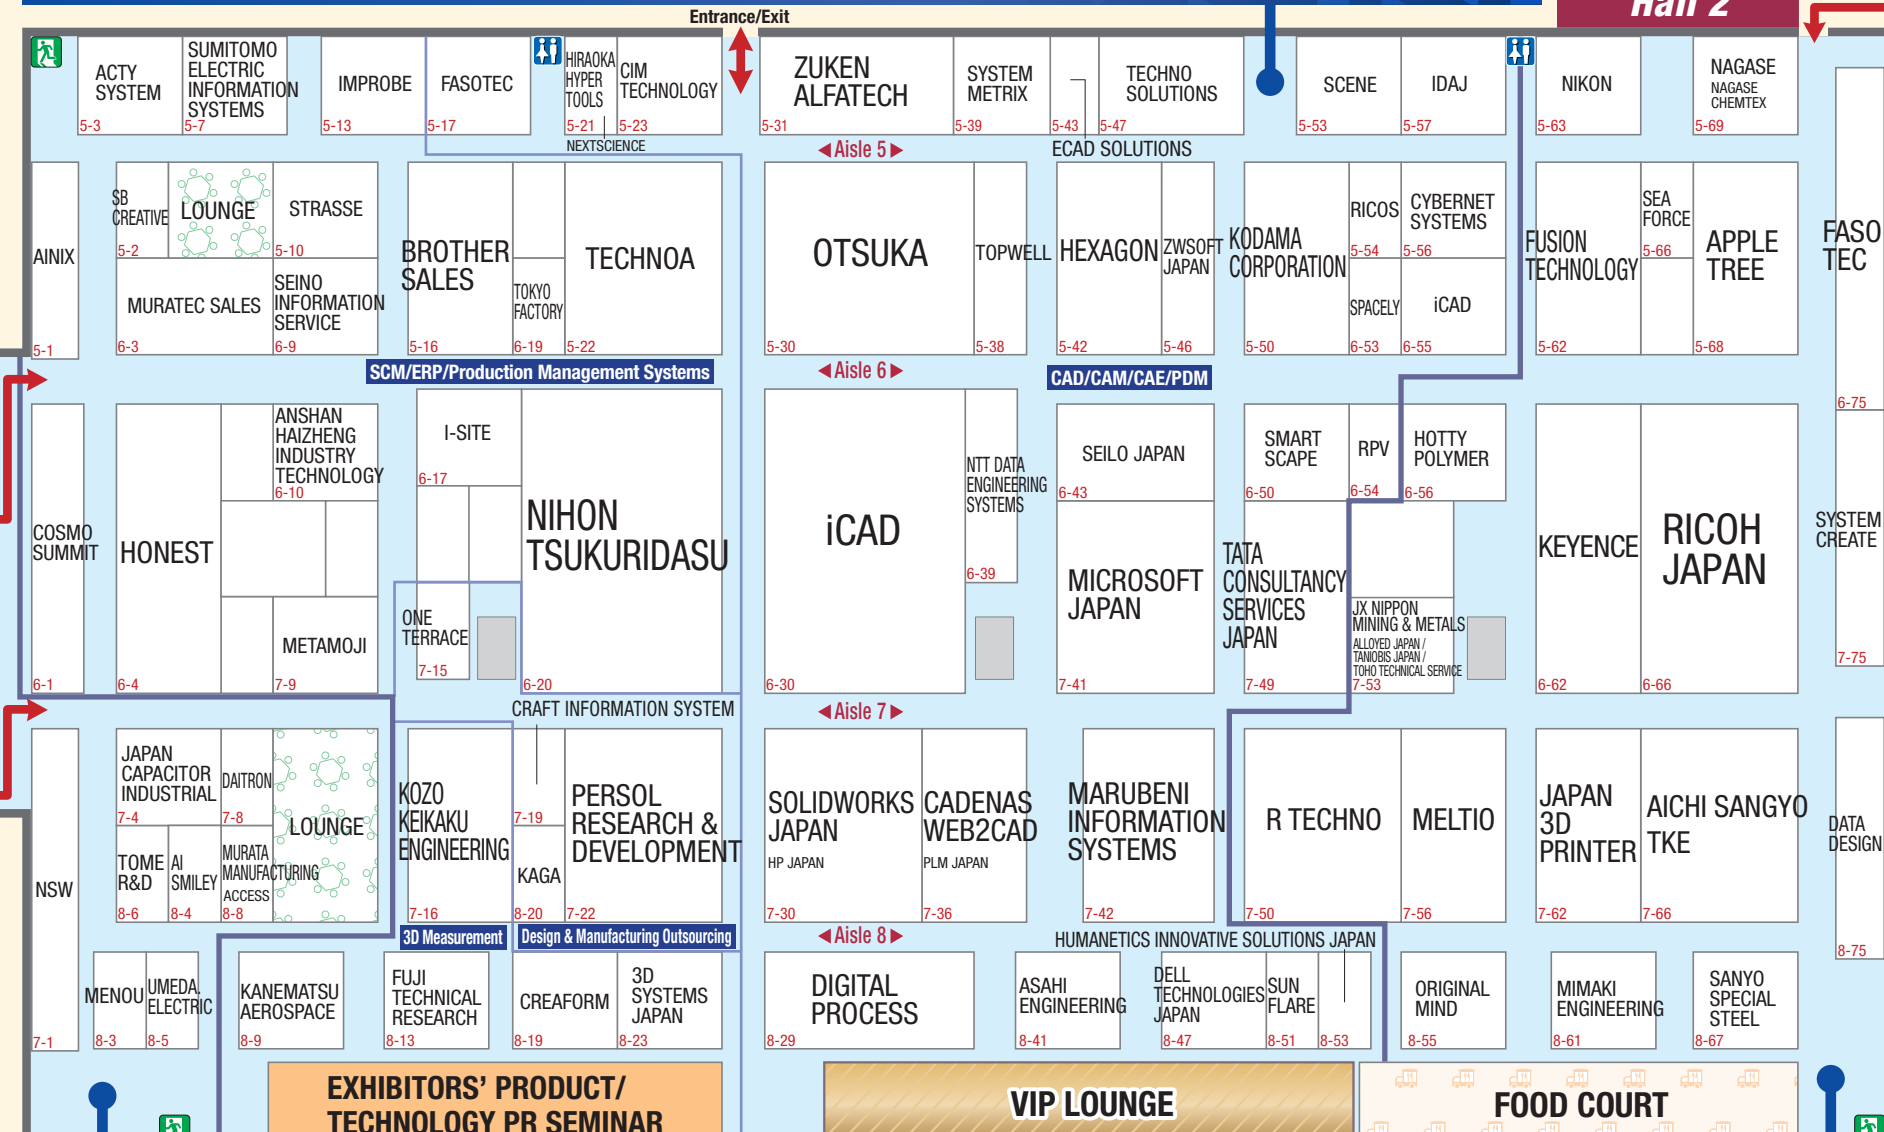 Hall 2
Entrance/Exit
ACTY
SYSTEM
5-3
SUMITOMO
ELECTRIC
INFORMATION
SYSTEMS
5-7
IMPROBE
5-13
FASOTEC
5-17
HIRAOKA
HYPER
TOOLS
5-21
NEXTSCIENCE
CIM
TECHNOLOGY
5-23
ZUKEN
ALFATECH
5-31
SYSTEM
METRIX
5-39
5-43
ECAD SOLUTIONS
TECHNO
SOLUTIONS
5-47
SCENE
5-53
IDAJ
5-57
NIKON
5-63
NAGASE
NAGASE
CHEMTEX
5-69
◀Aisle 5▶
AINIX
5-1
SB
CREATIVE
5-2
LOUNGE
STRASSE
5-10
MURATEC SALES
6-3
SEINO
INFORMATION
SERVICE
6-9
BROTHER
SALES
5-16
TOKYO
FACTORY
6-19
TECHNOA
5-22
OTSUKA
5-30
TOPWELL
5-38
HEXAGON
5-42
ZWSOFT
JAPAN
5-46
KODAMA
CORPORATION
5-50
RICOS
5-54
CYBERNET
SYSTEMS
5-56
SPACELY
6-53
iCAD
6-55
FUSION
TECHNOLOGY
5-62
SEA
FORCE
5-66
APPLE
TREE
5-68
FASO
TEC
6-75
SCM/ERP/Production Management Systems
◀Aisle 6▶
CAD/CAM/CAE/PDM
COSMO
SUMMIT
6-1
HONEST
6-4
ANSHAN
HAIZHENG
INDUSTRY
TECHNOLOGY
6-10
METAMOJI
7-9
I-SITE
6-17
ONE
TERRACE
7-15
NIHON
TSUKURIDASU
6-20
iCAD
6-30
NTT DATA
ENGINEERING
SYSTEMS
6-39
SEILO JAPAN
6-43
MICROSOFT
JAPAN
7-41
SMART
SCAPE
6-50
RPV
6-54
HOTTY
POLYMER
6-56
TATA
CONSULTANCY
SERVICES
JAPAN
7-49
JX NIPPON
MINING & METALS
ALLOYED JAPAN /
TANIOBIS JAPAN /
TOHO TECHNICAL SERVICE
7-53
KEYENCE
6-62
RICOH
JAPAN
6-66
SYSTEM
CREATE
7-75
CRAFT INFORMATION SYSTEM
◀Aisle 7▶
NSW
7-1
JAPAN
CAPACITOR
INDUSTRIAL
7-4
DAITRON
7-8
LOUNGE
TOME
R&D
8-6
AI
SMILEY
8-4
MURATA
MANUFACTURING
ACCESS
8-8
KOZO
KEIKAKU
ENGINEERING
7-16
7-19
KAGA
8-20
PERSOL
RESEARCH &
DEVELOPMENT
7-22
SOLIDWORKS
JAPAN
HP JAPAN
7-30
CADENAS
WEB2CAD
PLM JAPAN
7-36
MARUBENI
INFORMATION
SYSTEMS
7-42
R TECHNO
7-50
MELTIO
7-56
JAPAN
3D
PRINTER
7-62
AICHI SANGYO
TKE
7-66
DATA
DESIGN
8-75
3D Measurement
Design & Manufacturing Outsourcing
◀Aisle 8▶
HUMANETICS INNOVATIVE SOLUTIONS JAPAN
MENOU
8-3
UMEDA.
ELECTRIC
8-5
KANEMATSU
AEROSPACE
8-9
FUJI
TECHNICAL
RESEARCH
8-13
CREAFORM
8-19
3D
SYSTEMS
JAPAN
8-23
DIGITAL
PROCESS
8-29
ASAHI
ENGINEERING
8-41
DELL
TECHNOLOGIES
JAPAN
8-47
SUN
FLARE
8-51
8-53
ORIGINAL
MIND
8-55
MIMAKI
ENGINEERING
8-61
SANYO
SPECIAL
STEEL
8-67
EXHIBITORS' PRODUCT/
TECHNOLOGY PR SEMINAR
VIP LOUNGE
FOOD COURT